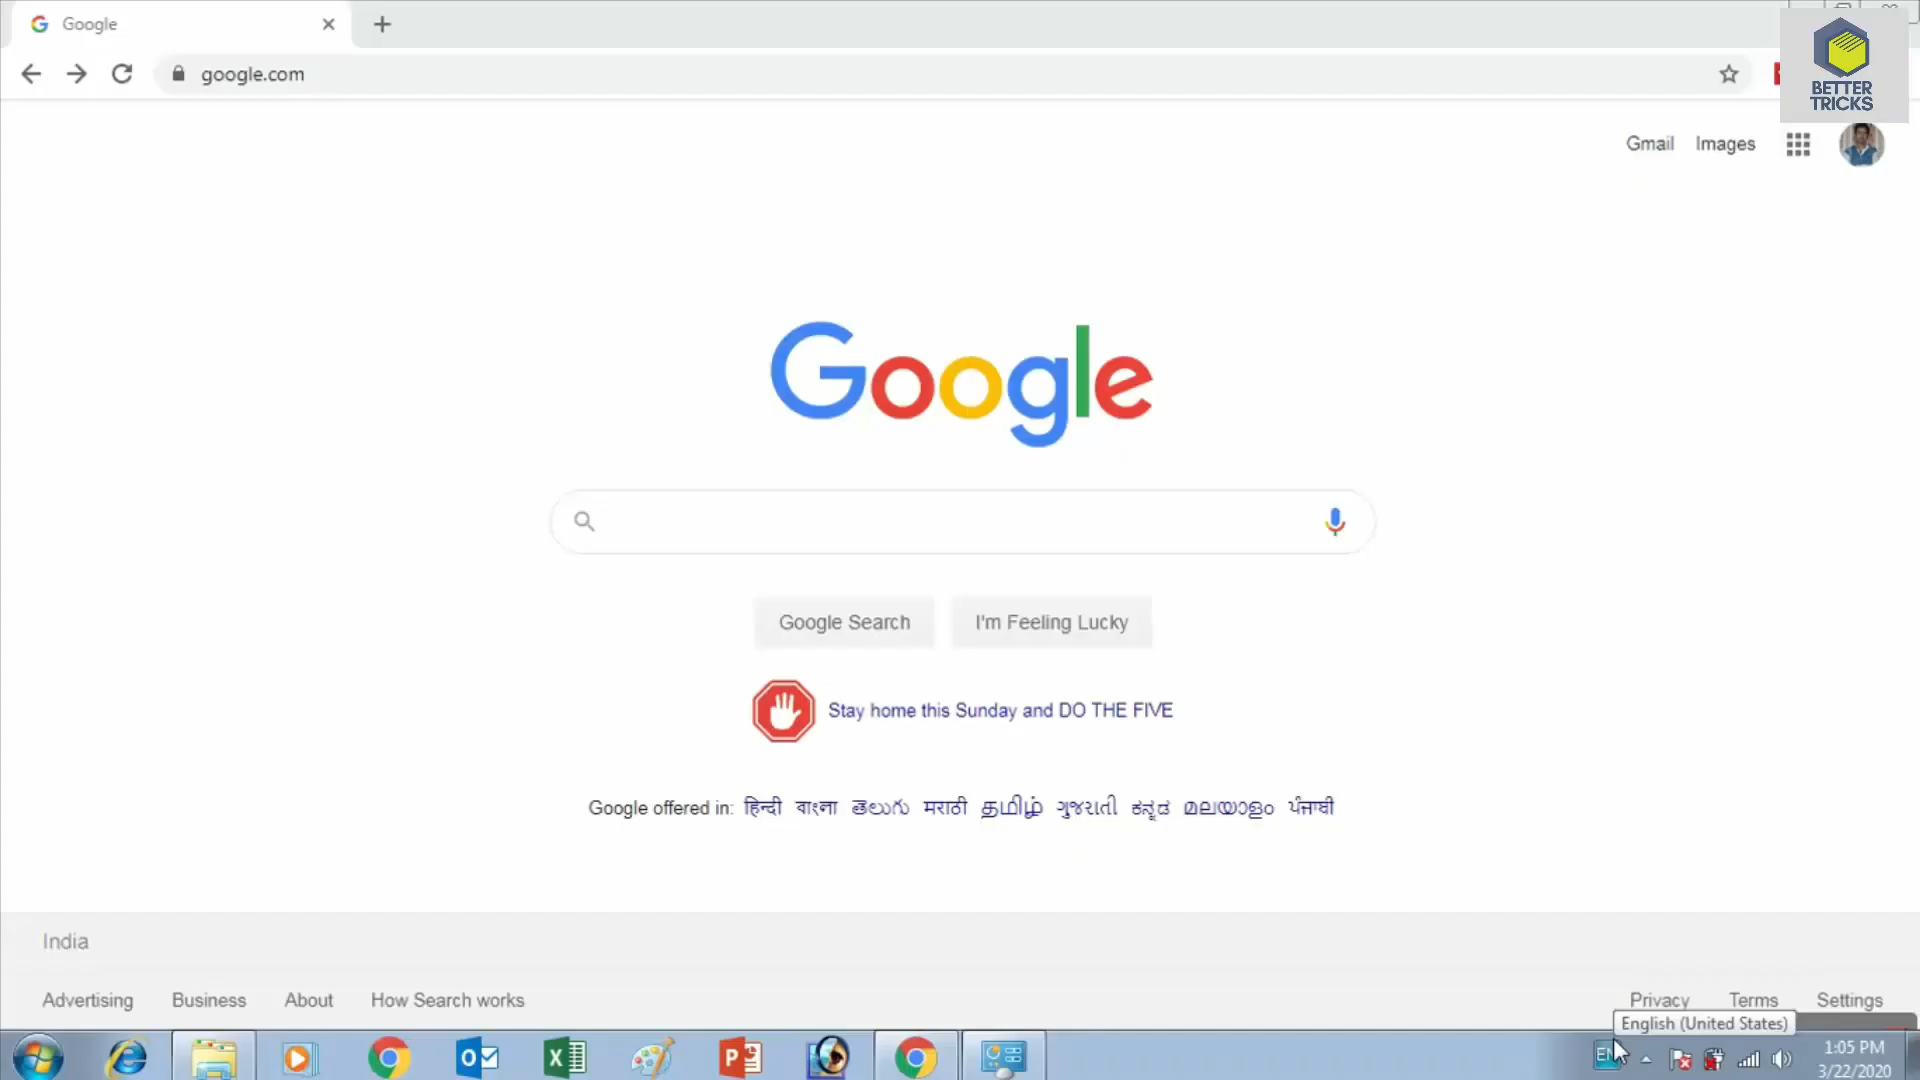 Google
google.com
BETTER
TRICKS
Gmail Images
Google
Google Search I'm Feeling Lucky
Stay home this Sunday and DO THE FIVE
Google offered in: हिन्दी বাংলা తెలుగు मराठी தமிழ் ગુજરાતી ಕನ್ನಡ മലയാളം ਪੰਜਾਬੀ
India
Advertising Business About How Search works Privacy Terms Settings
English (United States)
EN
1:05 PM
3/22/2020